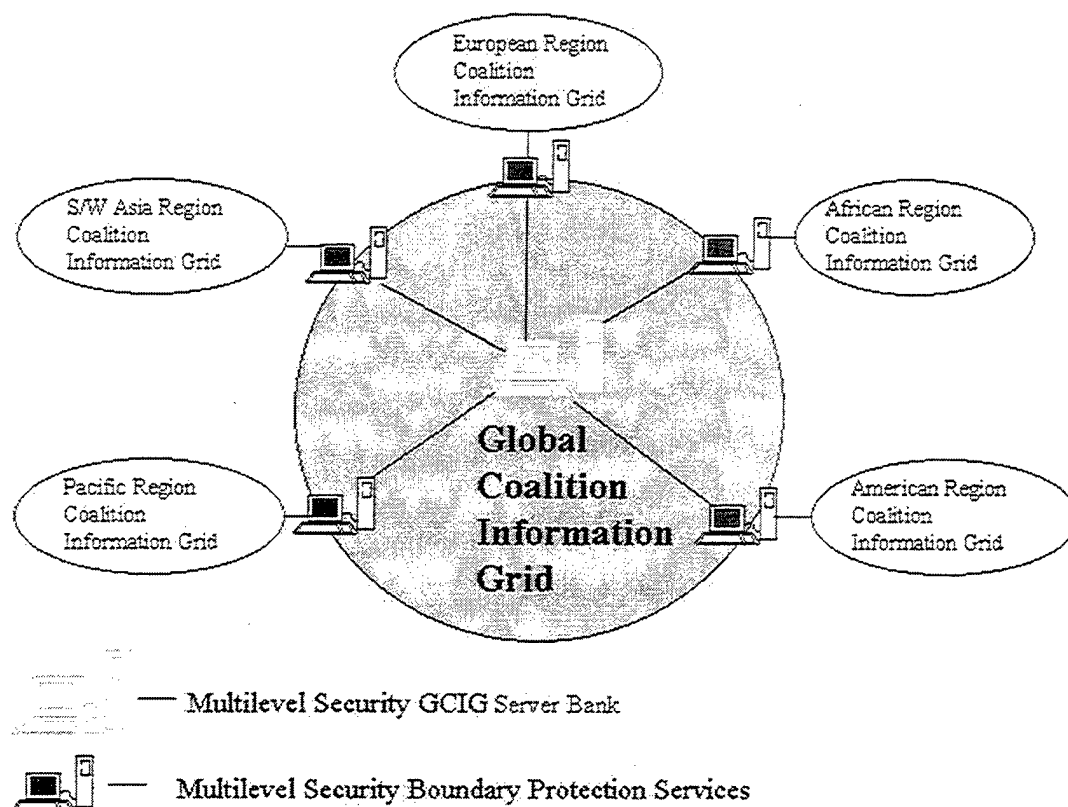 European Region
Coalition
Information Grid
S/W Asia Region
Coalition
Information Grid
African Region
Coalition
Information Grid
Global
Coalition
Information
Grid
Pacific Region
Coalition
Information Grid
American Region
Coalition
Information Grid
— Multilevel Security GCIG Server Bank
— Multilevel Security Boundary Protection Services